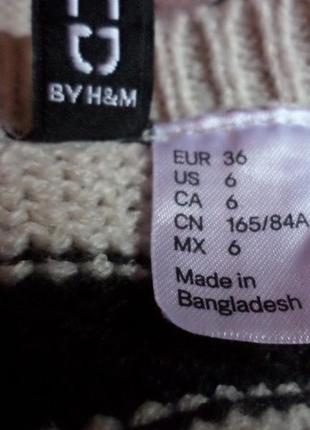 BY H&M
EUR 36
US 6
CA 6
CN 165/84A
MX 6
Made in
Bangladesh